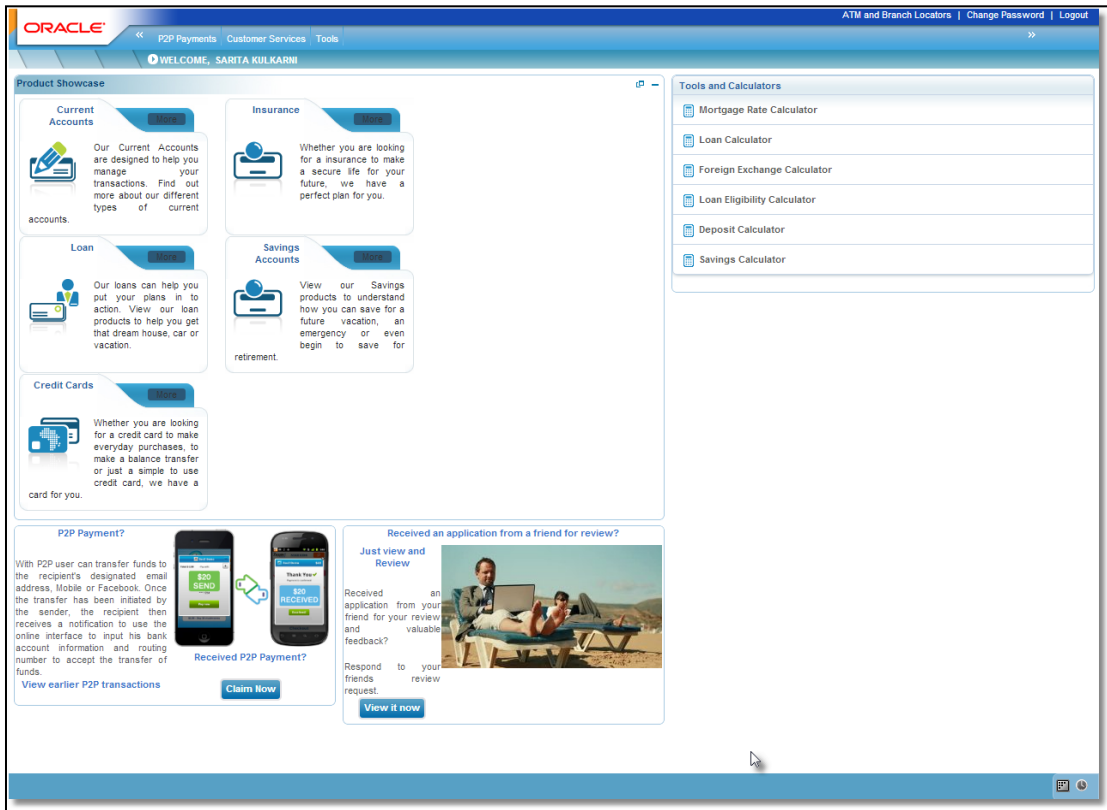 ATM and Branch Locators | Change Password | Logout
ORACLE
« P2P Payments Customer Services Tools »
WELCOME, SARITA KULKARNI
Product Showcase
Current
Accounts
More
Our Current Accounts
are designed to help you
manage your
transactions. Find out
more about our different
types of current
accounts.
Insurance
More
Whether you are looking
for a insurance to make
a secure life for your
future, we have a
perfect plan for you.
Loan
More
Our loans can help you
put your plans in to
action. View our loan
products to help you get
that dream house, car or
vacation.
Savings
Accounts
More
View our Savings
products to understand
how you can save for a
future vacation, an
emergency or even
begin to save for
retirement.
Credit Cards
More
Whether you are looking
for a credit card to make
everyday purchases, to
make a balance transfer
or just a simple to use
credit card, we have a
card for you.
Tools and Calculators
Mortgage Rate Calculator
Loan Calculator
Foreign Exchange Calculator
Loan Eligibility Calculator
Deposit Calculator
Savings Calculator
P2P Payment?
With P2P user can transfer funds to
the recipient's designated email
address, Mobile or Facebook. Once
the transfer has been initiated by
the sender, the recipient then
receives a notification to use the
online interface to input his bank
account information and routing
number to accept the transfer of
funds.
View earlier P2P transactions
$20
SEND
Thank You
$20
RECEIVED
Received P2P Payment?
Claim Now
Received an application from a friend for review?
Just view and
Review
Received an
application from your
friend for your review
and valuable
feedback?
Respond to your
friends review
request.
View it now